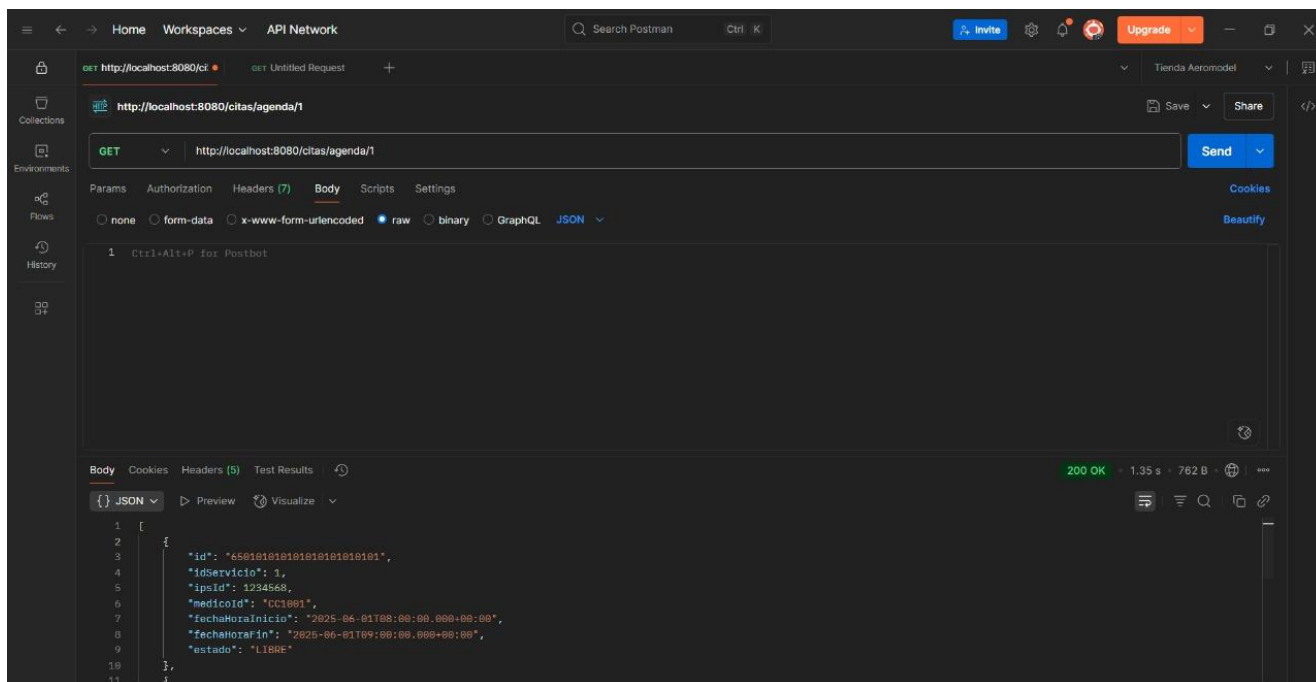 Home Workspaces API Network Search Postman Ctrl K Invite Upgrade
GET http://localhost:8080/cit GET Untitled Request + Tienda Aeromodel
HTTP http://localhost:8080/citas/agenda/1 Save Share </>
Collections
GET http://localhost:8080/citas/agenda/1 Send
Environments
Params Authorization Headers (7) Body Scripts Settings Cookies
Flows
none form-data x-www-form-urlencoded raw binary GraphQL JSON Beautify
History
1 Ctrl+Alt+P for Postbot
Body Cookies Headers (5) Test Results 200 OK 1.35 s 762 B
{} JSON Preview Visualize
1 [
2 {
3 "id": "650101010101010101010101",
4 "idServicio": 1,
5 "ipsId": 1234568,
6 "medicoId": "CC1001",
7 "fechaHoraInicio": "2025-06-01T08:00:00.000+00:00",
8 "fechaHoraFin": "2025-06-01T09:00:00.000+00:00",
9 "estado": "LIBRE"
10 },
11 {